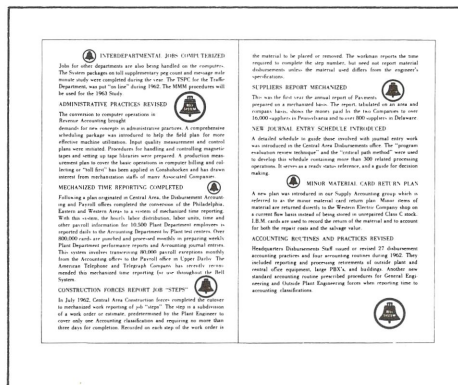 INTERDEPARTMENTAL JOBS COMPUTERIZED
Jobs for other departments are also being handled on the computers.
The System packages on toll supplementary peg count and message mile
minute study were completed during the year. The TSPC for the Traffic
Department, was put "on line" during 1962. The MMM procedures will
be used for the 1963 Study.
ADMINISTRATIVE PRACTICES REVISED
The conversion to computer operations in
Revenue Accounting brought
demands for new concepts in administrative practices. A comprehensive
scheduling package was introduced to help the field plan for more
effective machine utilization. Input quality measurement and control
plans were initiated. Procedures for handling and controlling magnetic
tapes and setting up tape libraries were prepared. A production measure-
ment plan to cover the basic operations in computer billing and toll
billing or "toll first" has been applied in Conshohocken and has drawn
interest from mechanization staffs of many Associated Companies.
MECHANIZED TIME REPORTING COMPLETED
Following a plan originated in Central Area, the Disbursement Account-
ing and Payroll offices completed the conversion of the Philadelphia,
Eastern and Western Areas to a system of mechanized time reporting.
With this system, the hourly labor distribution, labor units, time and
other payroll information for 10,500 Plant Department employees is
reported daily to the Accounting Department by Plant test centers. Over
800,000 cards are punched and processed monthly in preparing weekly
Plant Department performance reports and Accounting journal entries.
This system involves transmitting 80,000 payroll exceptions monthly
from the Accounting offices to the Payroll office in Upper Darby. The
American Telephone and Telegraph Company has recently recom-
mended this mechanized time reporting for use throughout the Bell
System.
CONSTRUCTION FORCES REPORT JOB "STEPS"
In July 1962, Central Area Construction forces completed the cutover
to mechanized work reporting of job "steps". The step is a subdivision
of a work order or estimate, predetermined by the Plant Engineer to
cover only one Accounting classification and requiring no more than
three days for completion. Recorded on each step of the work order is
the material to be placed or removed. The workman reports the time
required to complete the step number, but need not report material
disbursements unless the material used differs from the engineer's
specifications.
SUPPLIERS REPORT MECHANIZED
This was the first year the annual report of Payments
prepared on a mechanized basis. The report, tabulated on an area and
company basis, shows the monies paid by the two Companies to over
16,000 suppliers in Pennsylvania and to over 800 suppliers in Delaware.
NEW JOURNAL ENTRY SCHEDULE INTRODUCED
A detailed schedule to guide those involved with journal entry work
was introduced in the Central Area Disbursements office. The "program
evaluation review technique" and the "critical path method" were used
to develop this schedule containing more than 300 related processing
operations. It serves as a ready status reference, and a guide for decision
making.
MINOR MATERIAL CARD RETURN PLAN
A new plan was introduced in our Supply Accounting group which is
referred to as the minor material card return plan. Minor items of
material are returned directly to the Western Electric Company shop on
a current flow basis instead of being stored in unrepaired Class C stock.
I.B.M. cards are used to record the return of the material and to account
for both the repair costs and the salvage value.
ACCOUNTING ROUTINES AND PRACTICES REVISED
Headquarters Disbursements Staff issued or revised 27 disbursement
accounting practices and four accounting routines during 1962. They
included reporting and processing retirements of outside plant and
central office equipment, large PBX's, and buildings. Another new
standard accounting routine prescribed procedures for General Engi-
neering and Outside Plant Engineering forces when reporting time to
accounting classifications.